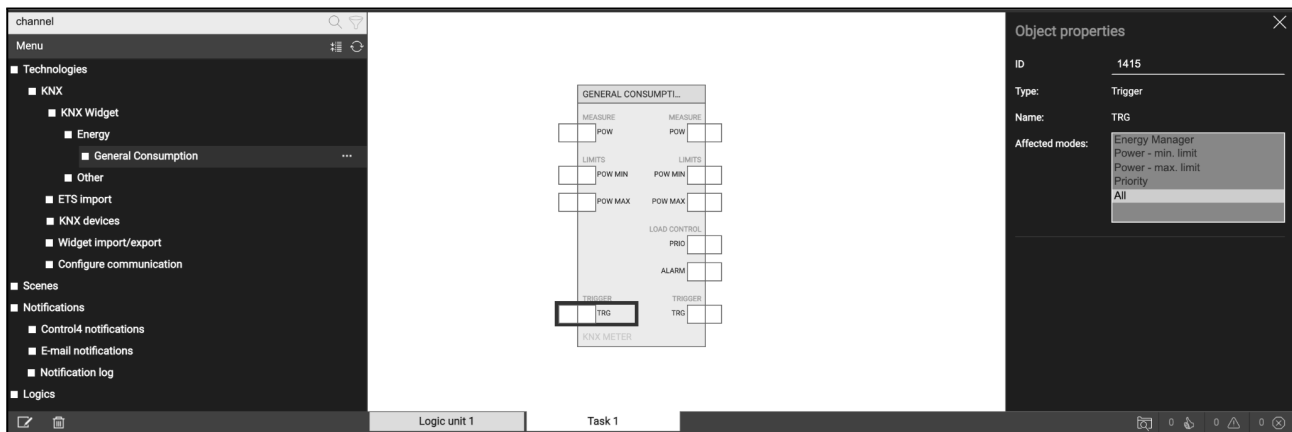 channel
Menu
Technologies
KNX
KNX Widget
Energy
General Consumption
Other
ETS import
KNX devices
Widget import/export
Configure communication
Scenes
Notifications
Control4 notifications
E-mail notifications
Notification log
Logics
GENERAL CONSUMPTI...
MEASURE MEASURE
POW POW
LIMITS LIMITS
POW MIN POW MIN
POW MAX POW MAX
LOAD CONTROL
PRIO
ALARM
TRIGGER TRIGGER
TRG TRG
KNX METER
Logic unit 1 Task 1
Object properties
ID 1415
Type: Trigger
Name: TRG
Affected modes: Energy Manager
Power - min. limit
Power - max. limit
Priority
All
0 0 0